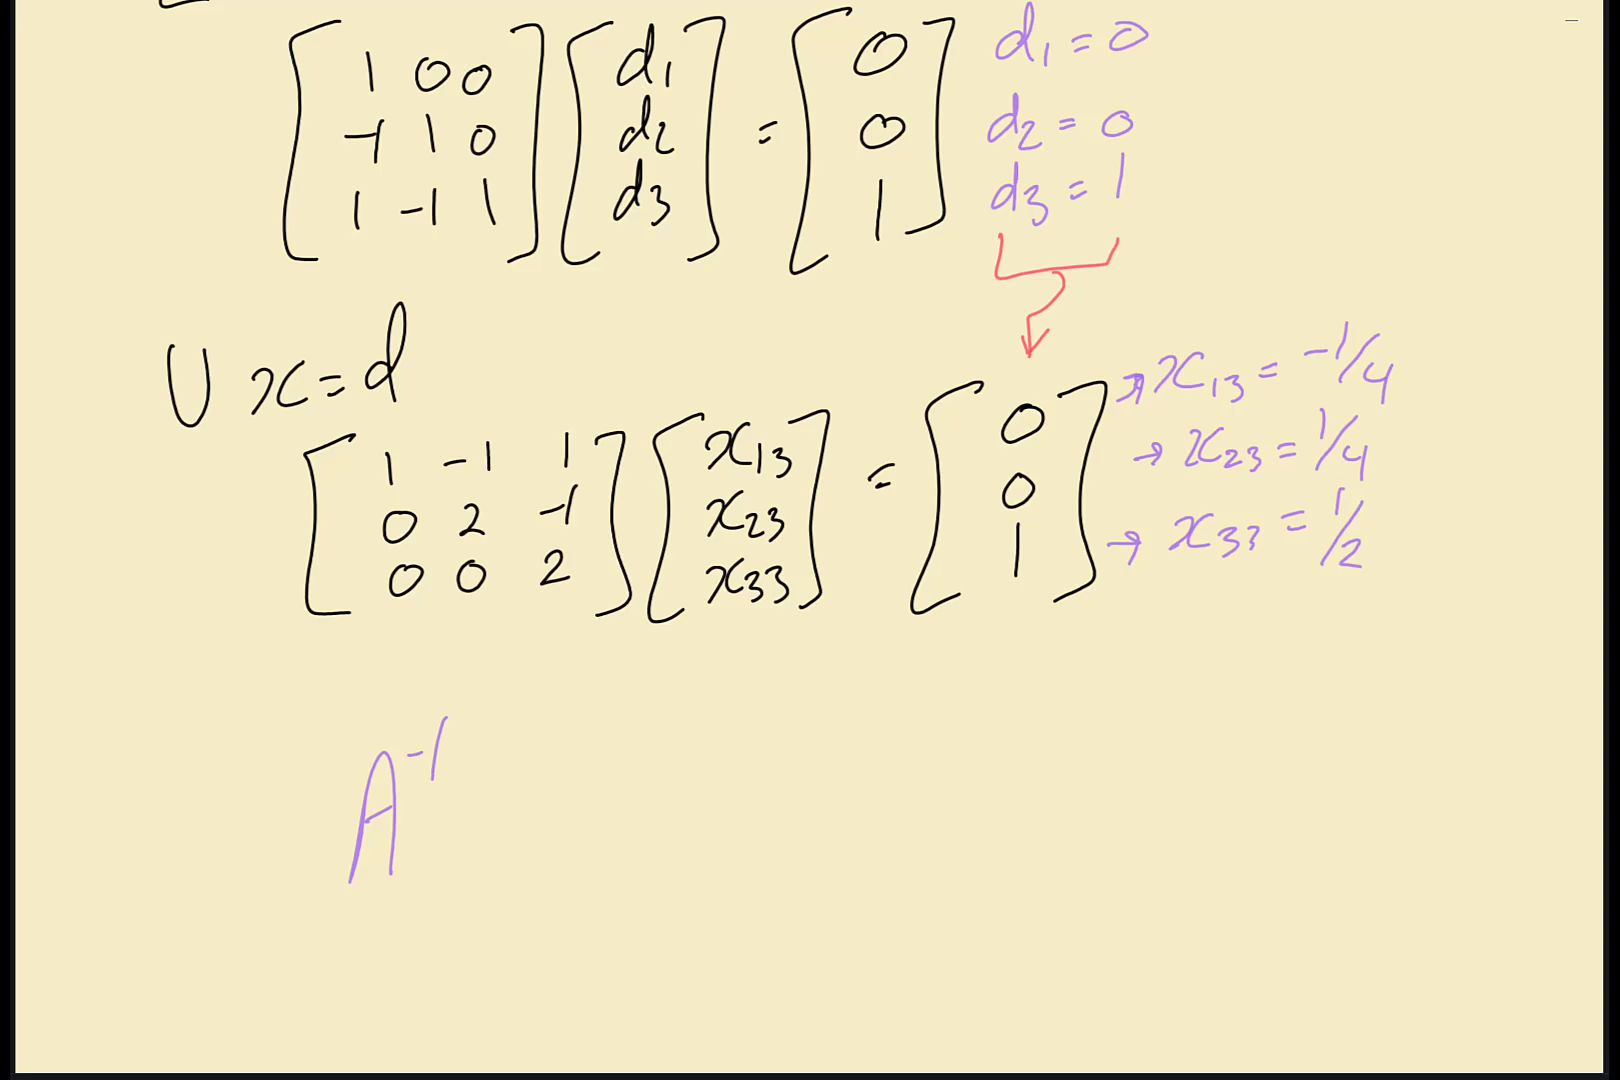 [1 0 0; -1 1 0; 1 -1 1] [d1; d2; d3] = [0; 0; 1]
d1 = 0
d2 = 0
d3 = 1
U x = d
[1 -1 1; 0 2 -1; 0 0 2] [x13; x23; x33] = [0; 0; 1]
→ x13 = -1/4
→ x23 = 1/4
→ x33 = 1/2
A^-1